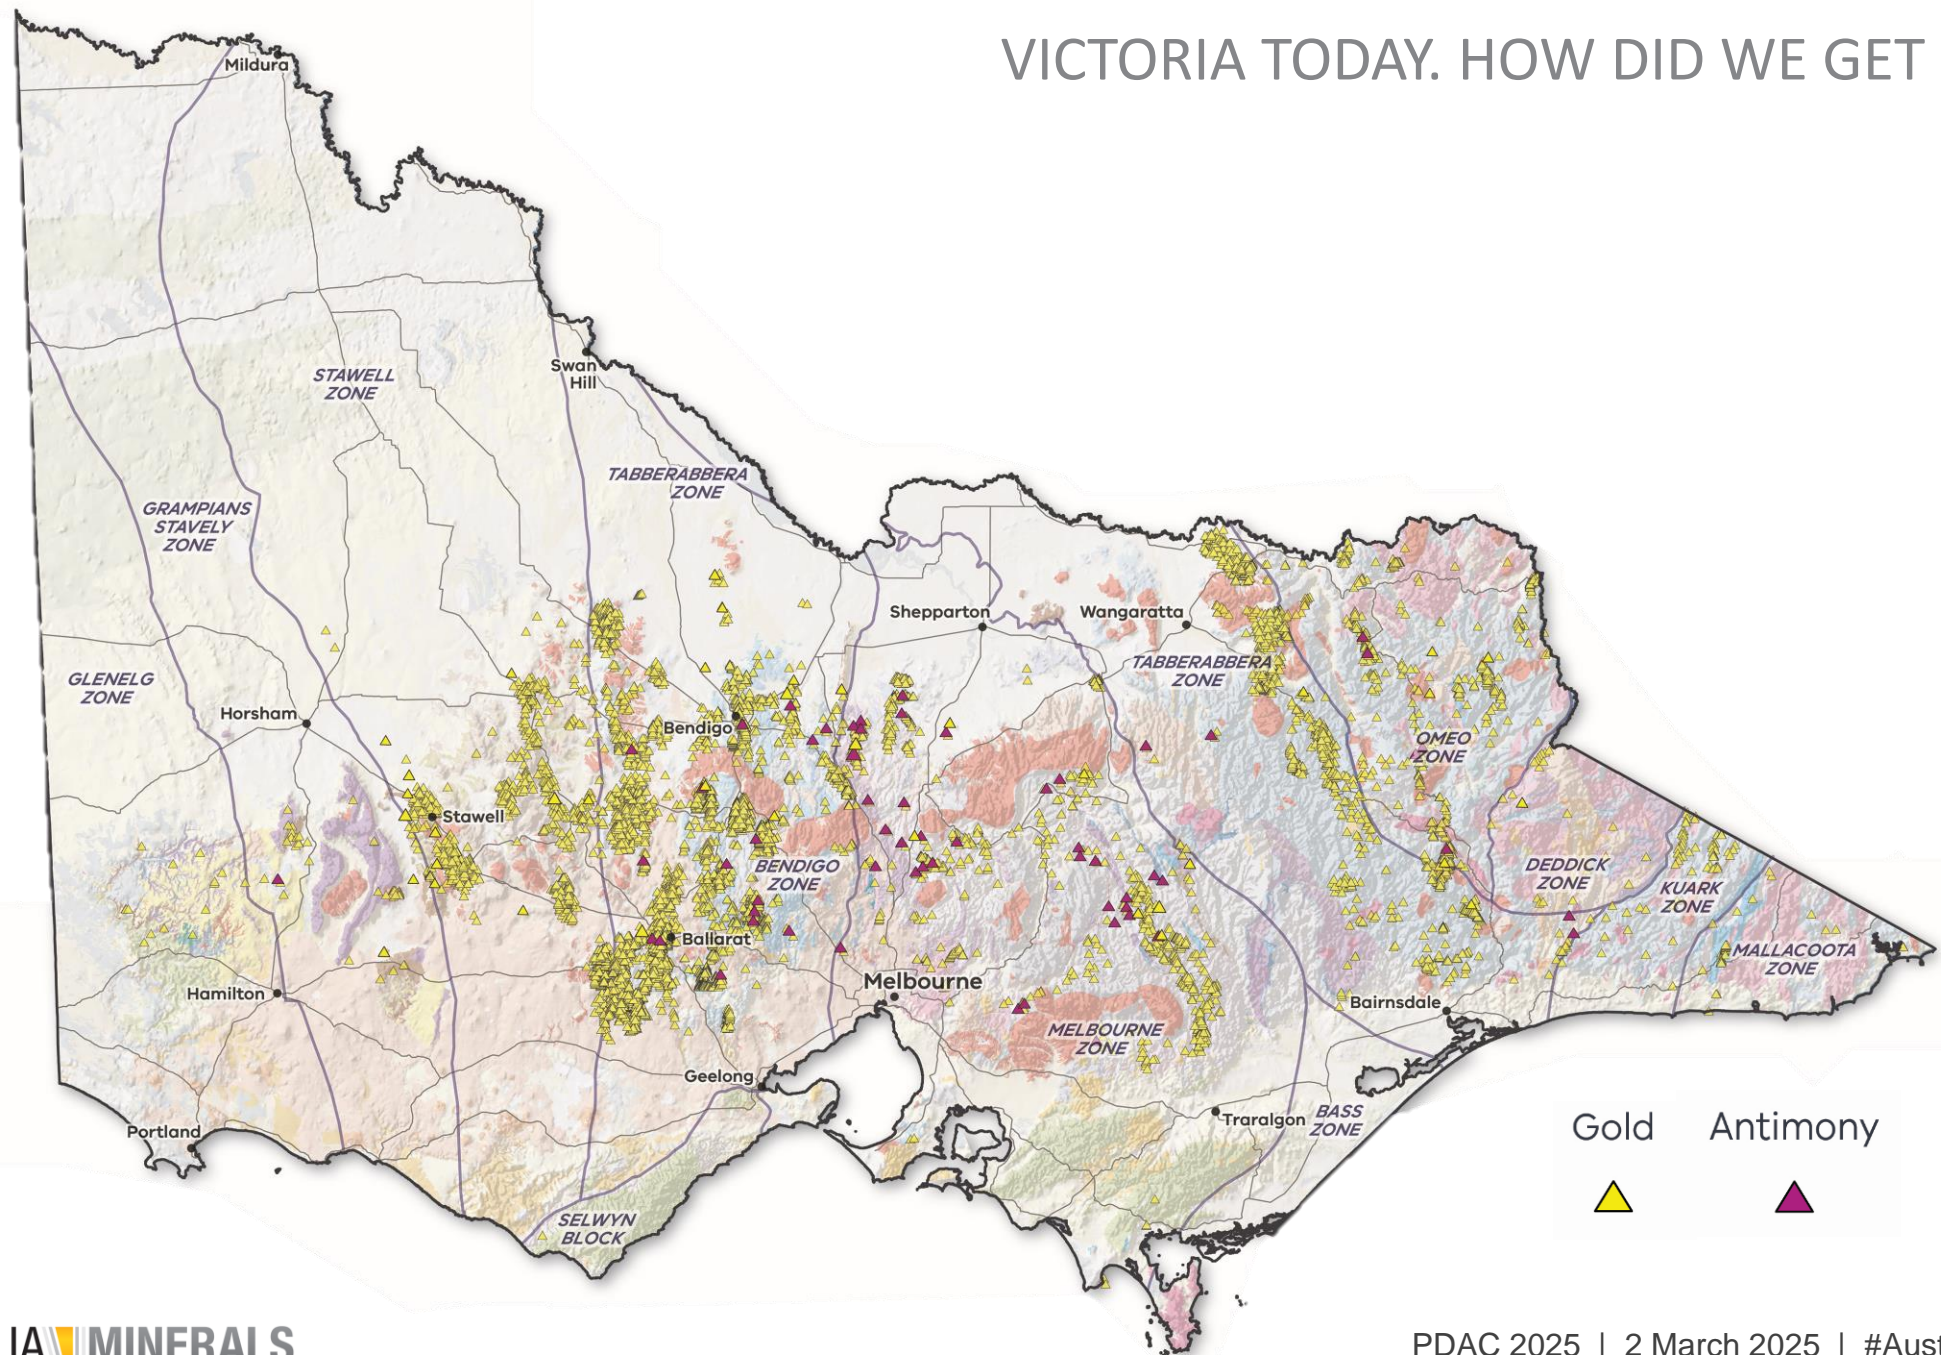 VICTORIA TODAY. HOW DID WE GET
Mildura
Swan
Hill
STAWELL
ZONE
TABBERABBERA
ZONE
GRAMPIANS
STAVELY
ZONE
Shepparton
Wangaratta
TABBERABBERA
ZONE
GLENELG
ZONE
Horsham
Bendigo
OMEO
ZONE
Stawell
BENDIGO
ZONE
DEDDICK
ZONE
KUARK
ZONE
Ballarat
MALLACOOTA
ZONE
Hamilton
Melbourne
Bairnsdale
MELBOURNE
ZONE
Geelong
Portland
Traralgon
BASS
ZONE
Gold Antimony
SELWYN
BLOCK
IA MINERALS
PDAC 2025 | 2 March 2025 | #Aust